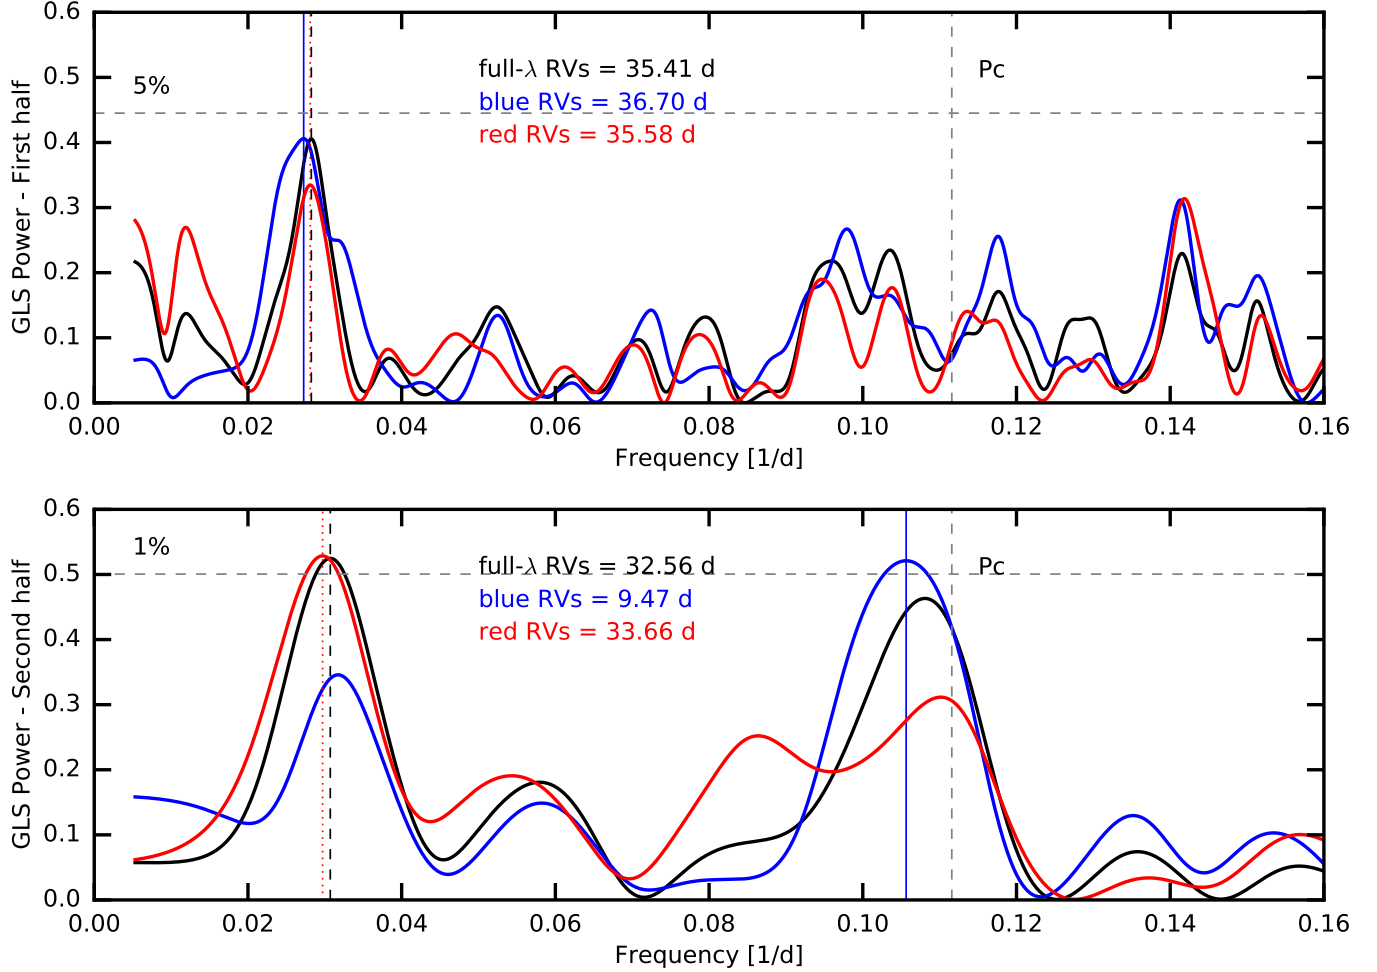 0.6
0.5
0.4
0.3
0.2
0.1
0.0
GLS Power - First half
5%
full-λ RVs = 35.41 d
blue RVs = 36.70 d
red RVs = 35.58 d
Pc
0.00 0.02 0.04 0.06 0.08 0.10 0.12 0.14 0.16
Frequency [1/d]
0.6
0.5
0.4
0.3
0.2
0.1
0.0
GLS Power - Second half
1%
full-λ RVs = 32.56 d
blue RVs = 9.47 d
red RVs = 33.66 d
Pc
0.00 0.02 0.04 0.06 0.08 0.10 0.12 0.14 0.16
Frequency [1/d]